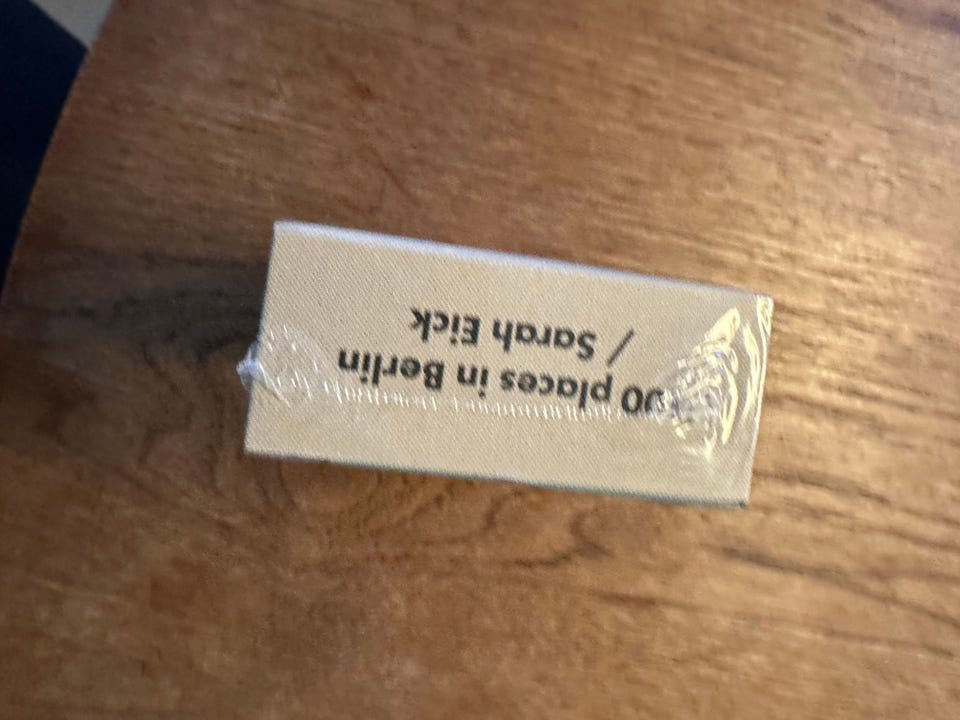 places in Berlin
/ Sarah Eick